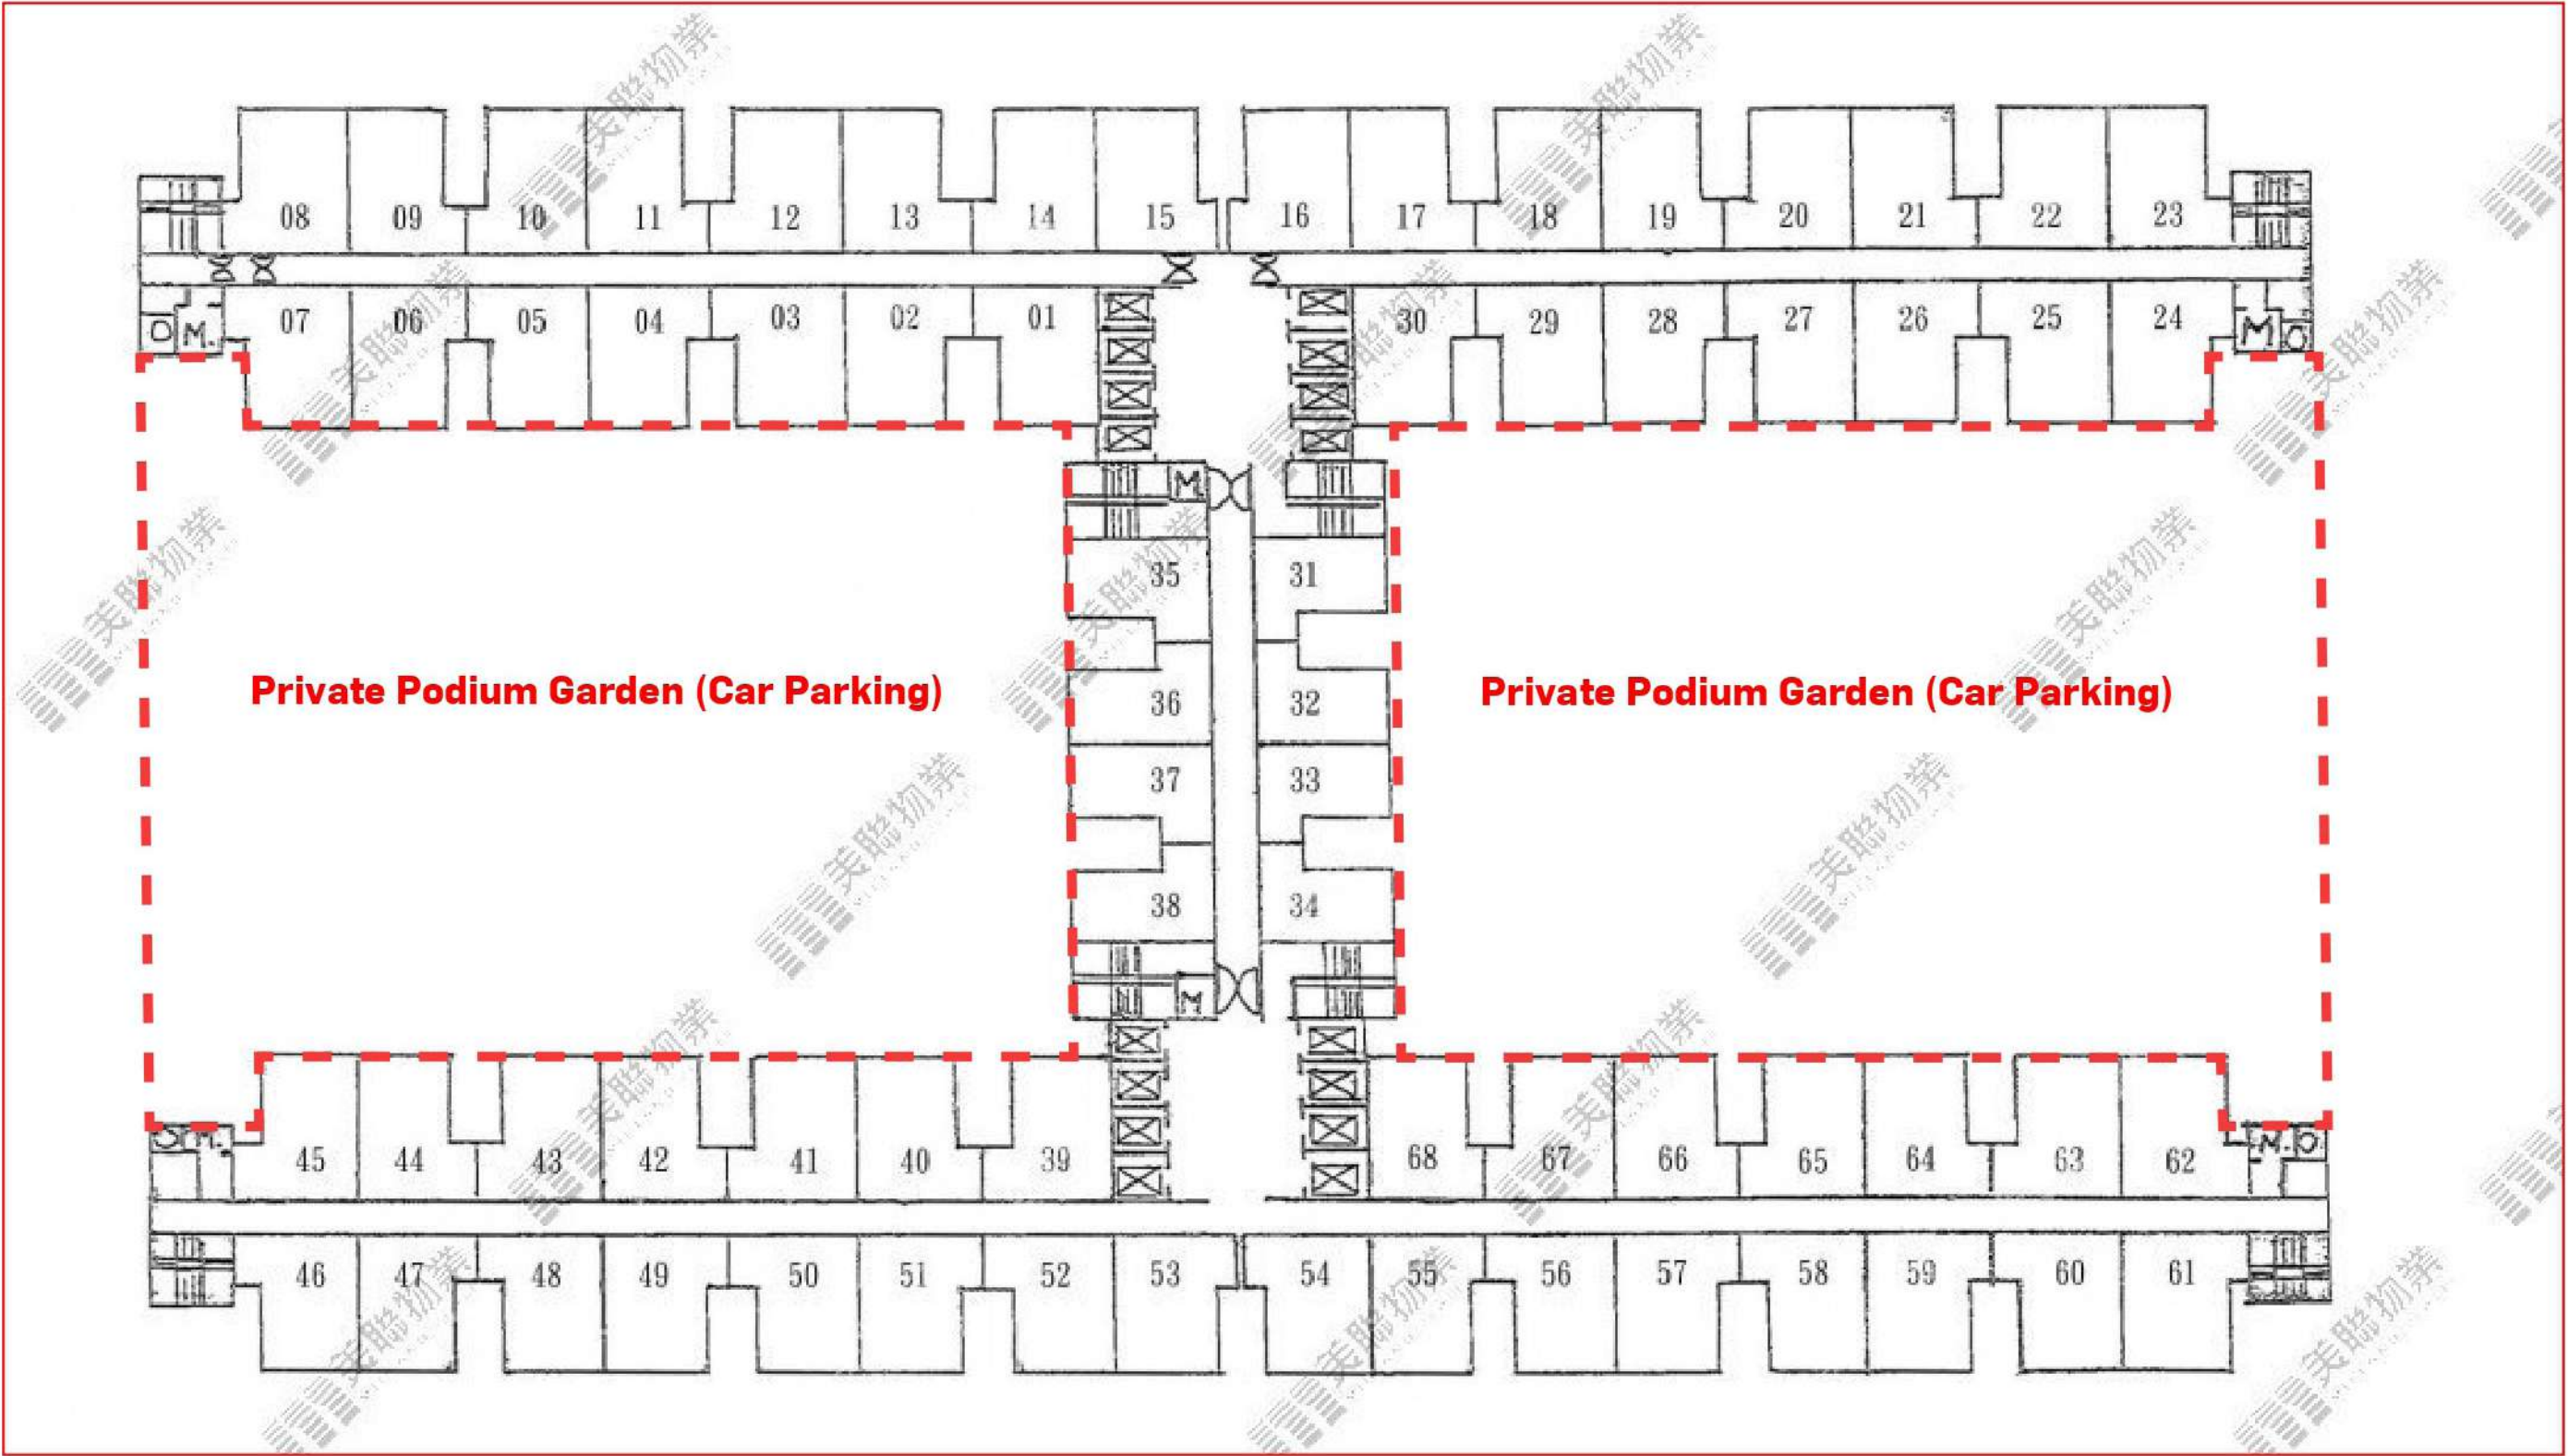 08 09 10 11 12 13 14 15 16 17 18 19 20 21 22 23
07 06 05 04 03 02 01 30 29 28 27 26 25 24
O M. M O
M
35 31
Private Podium Garden (Car Parking)
Private Podium Garden (Car Parking)
36 32
37 33
38 34
M
M. M. O
45 44 43 42 41 40 39 68 67 66 65 64 63 62
46 47 48 49 50 51 52 53 54 55 56 57 58 59 60 61
美聯物業